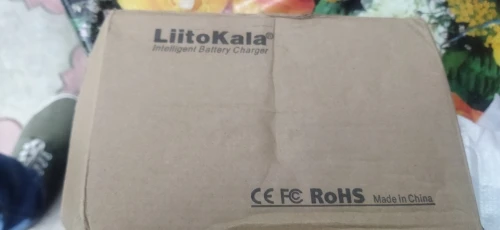 LiitoKala®
Intelligent Battery Charger
CE FC RoHS Made in China